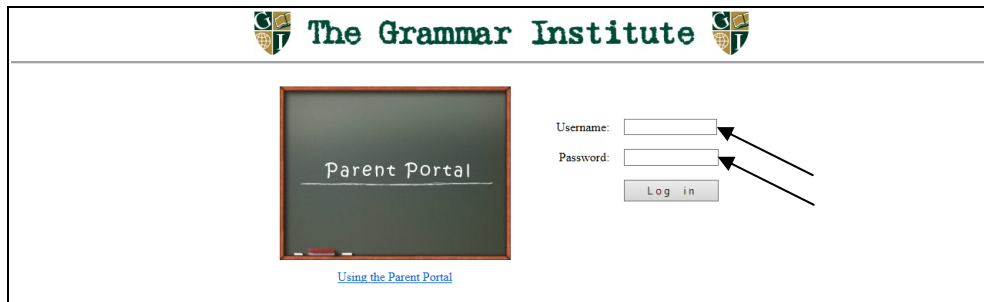 The Grammar Institute
Parent Portal
Username:
Password:
Log in
Using the Parent Portal